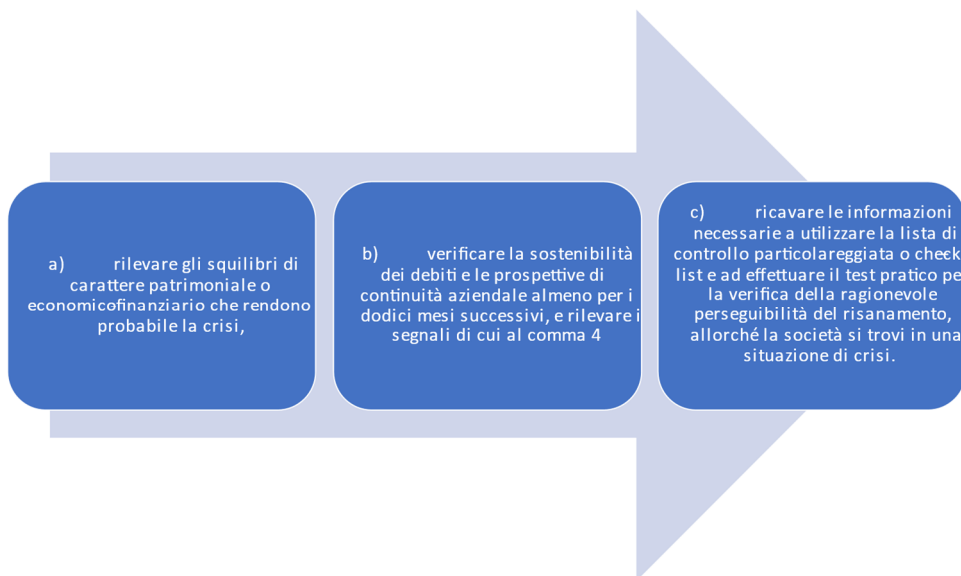 a) rilevare gli squilibri di
carattere patrimoniale o
economicofinanziario che rendono
probabile la crisi,
b) verificare la sostenibilità
dei debiti e le prospettive di
continuità aziendale almeno per i
dodici mesi successivi, e rilevare i
segnali di cui al comma 4
c) ricavare le informazioni
necessarie a utilizzare la lista di
controllo particolareggiata o check-
list e ad effettuare il test pratico per
la verifica della ragionevole
perseguibilità del risanamento,
allorché la società si trovi in una
situazione di crisi.